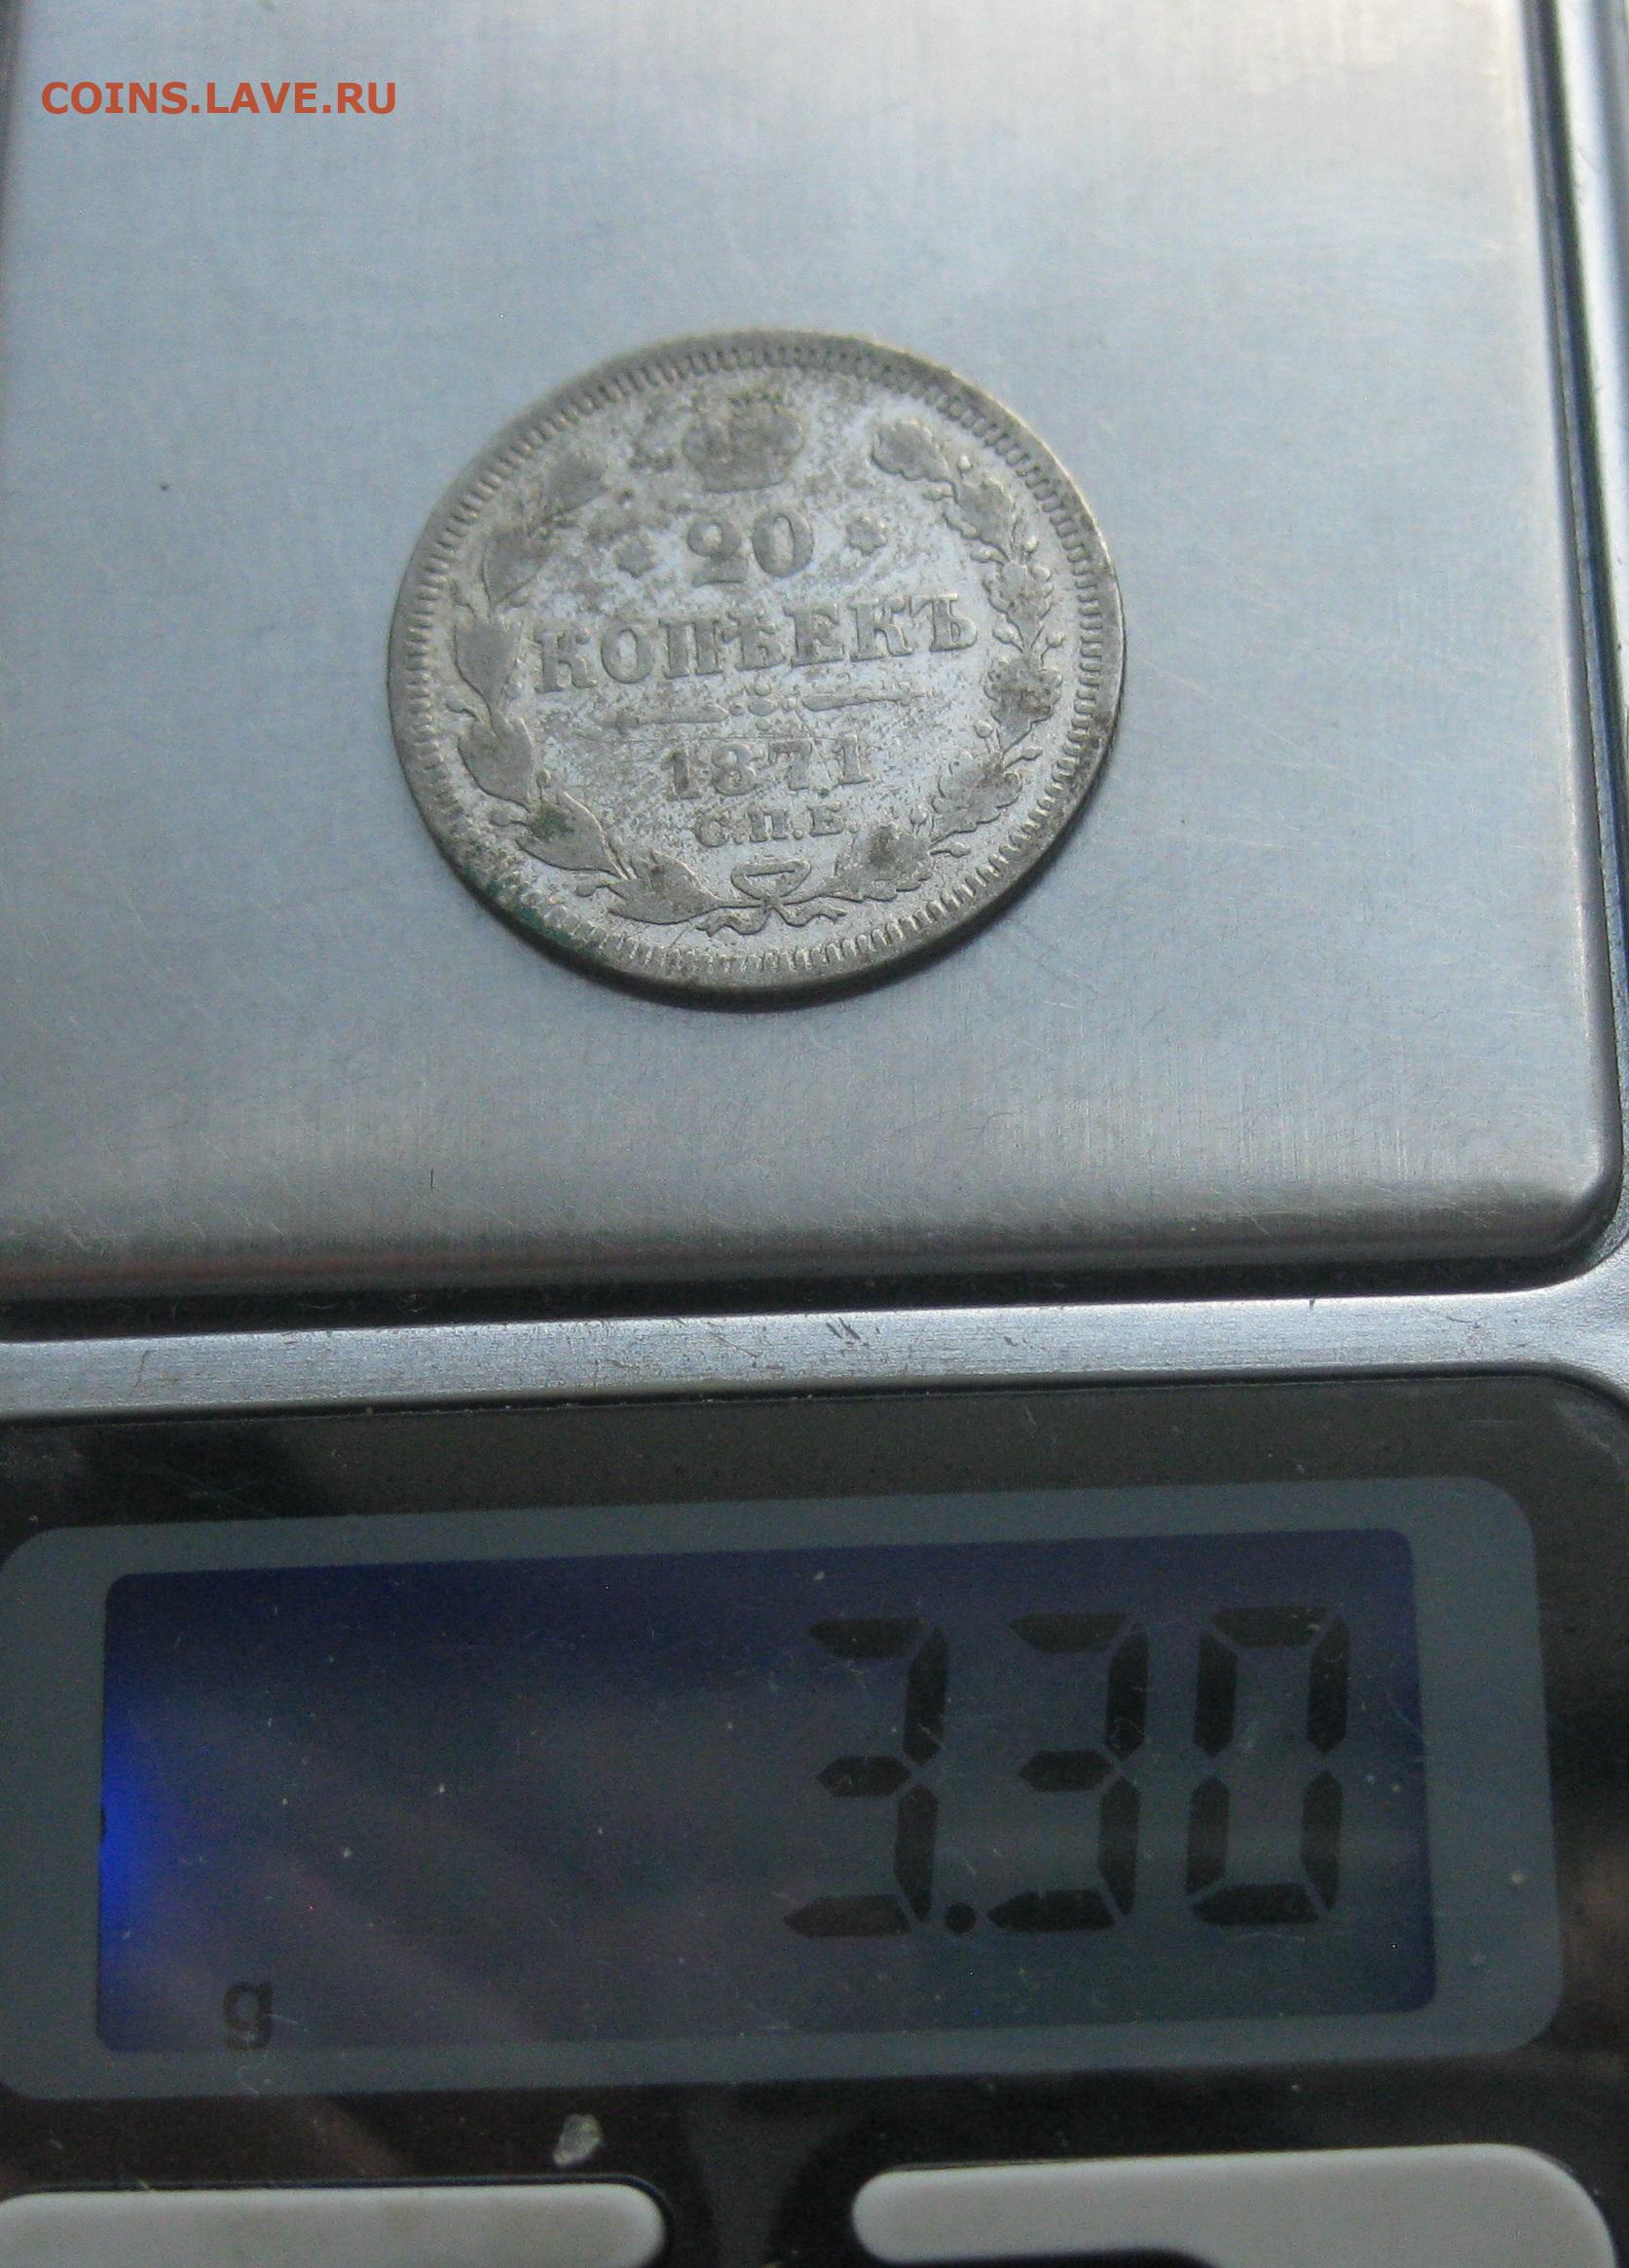 COINS.LAVE.RU
20
КОПѢЕКЪ
1871
С.П.Б.
3.30
g